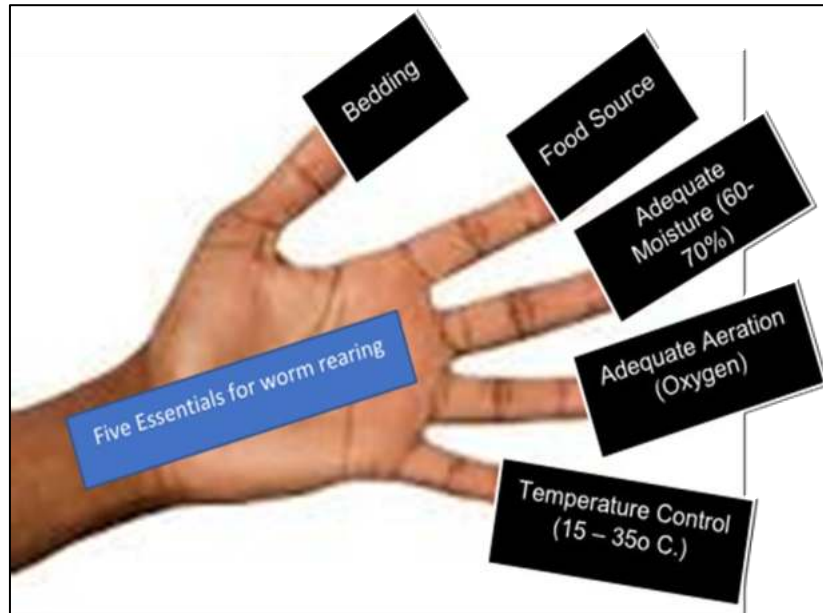 Bedding
Food Source
Adequate
Moisture (60-
70%)
Adequate Aeration
(Oxygen)
Temperature Control
(15 – 35o C.)
Five Essentials for worm rearing